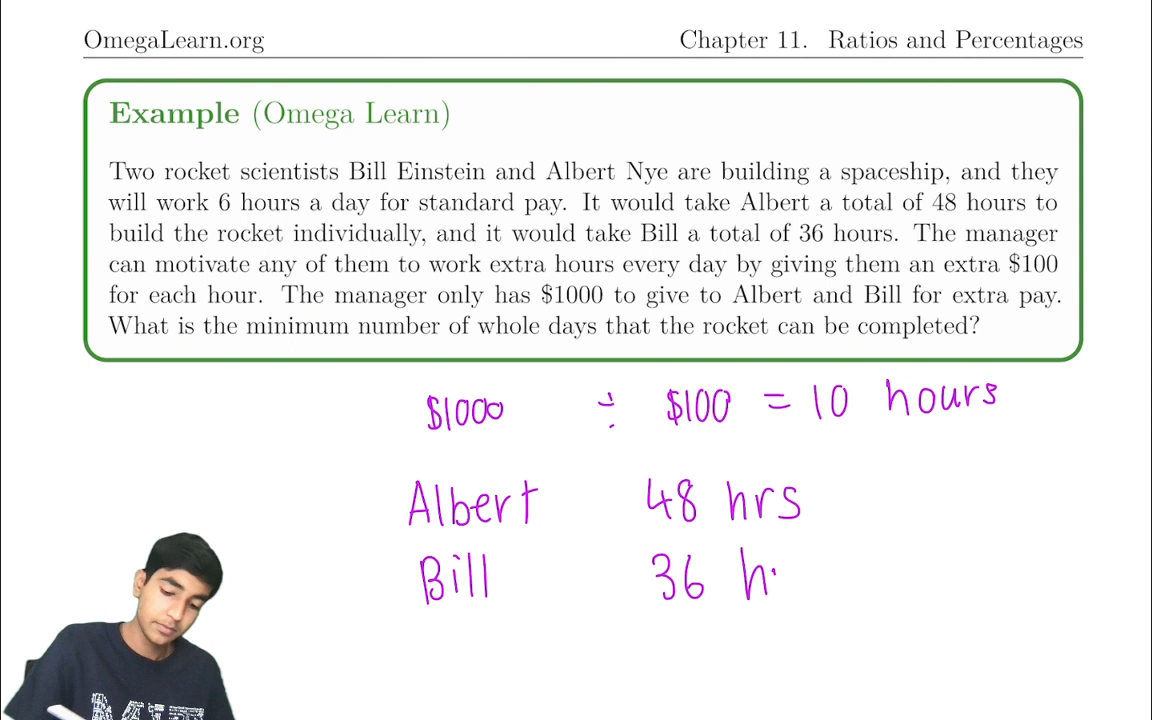 OmegaLearn.org Chapter 11. Ratios and Percentages
Example (Omega Learn)
Two rocket scientists Bill Einstein and Albert Nye are building a spaceship, and they
will work 6 hours a day for standard pay. It would take Albert a total of 48 hours to
build the rocket individually, and it would take Bill a total of 36 hours. The manager
can motivate any of them to work extra hours every day by giving them an extra $100
for each hour. The manager only has $1000 to give to Albert and Bill for extra pay.
What is the minimum number of whole days that the rocket can be completed?
$1000 ÷ $100 = 10 hours
Albert 48 hrs
Bill 36 h